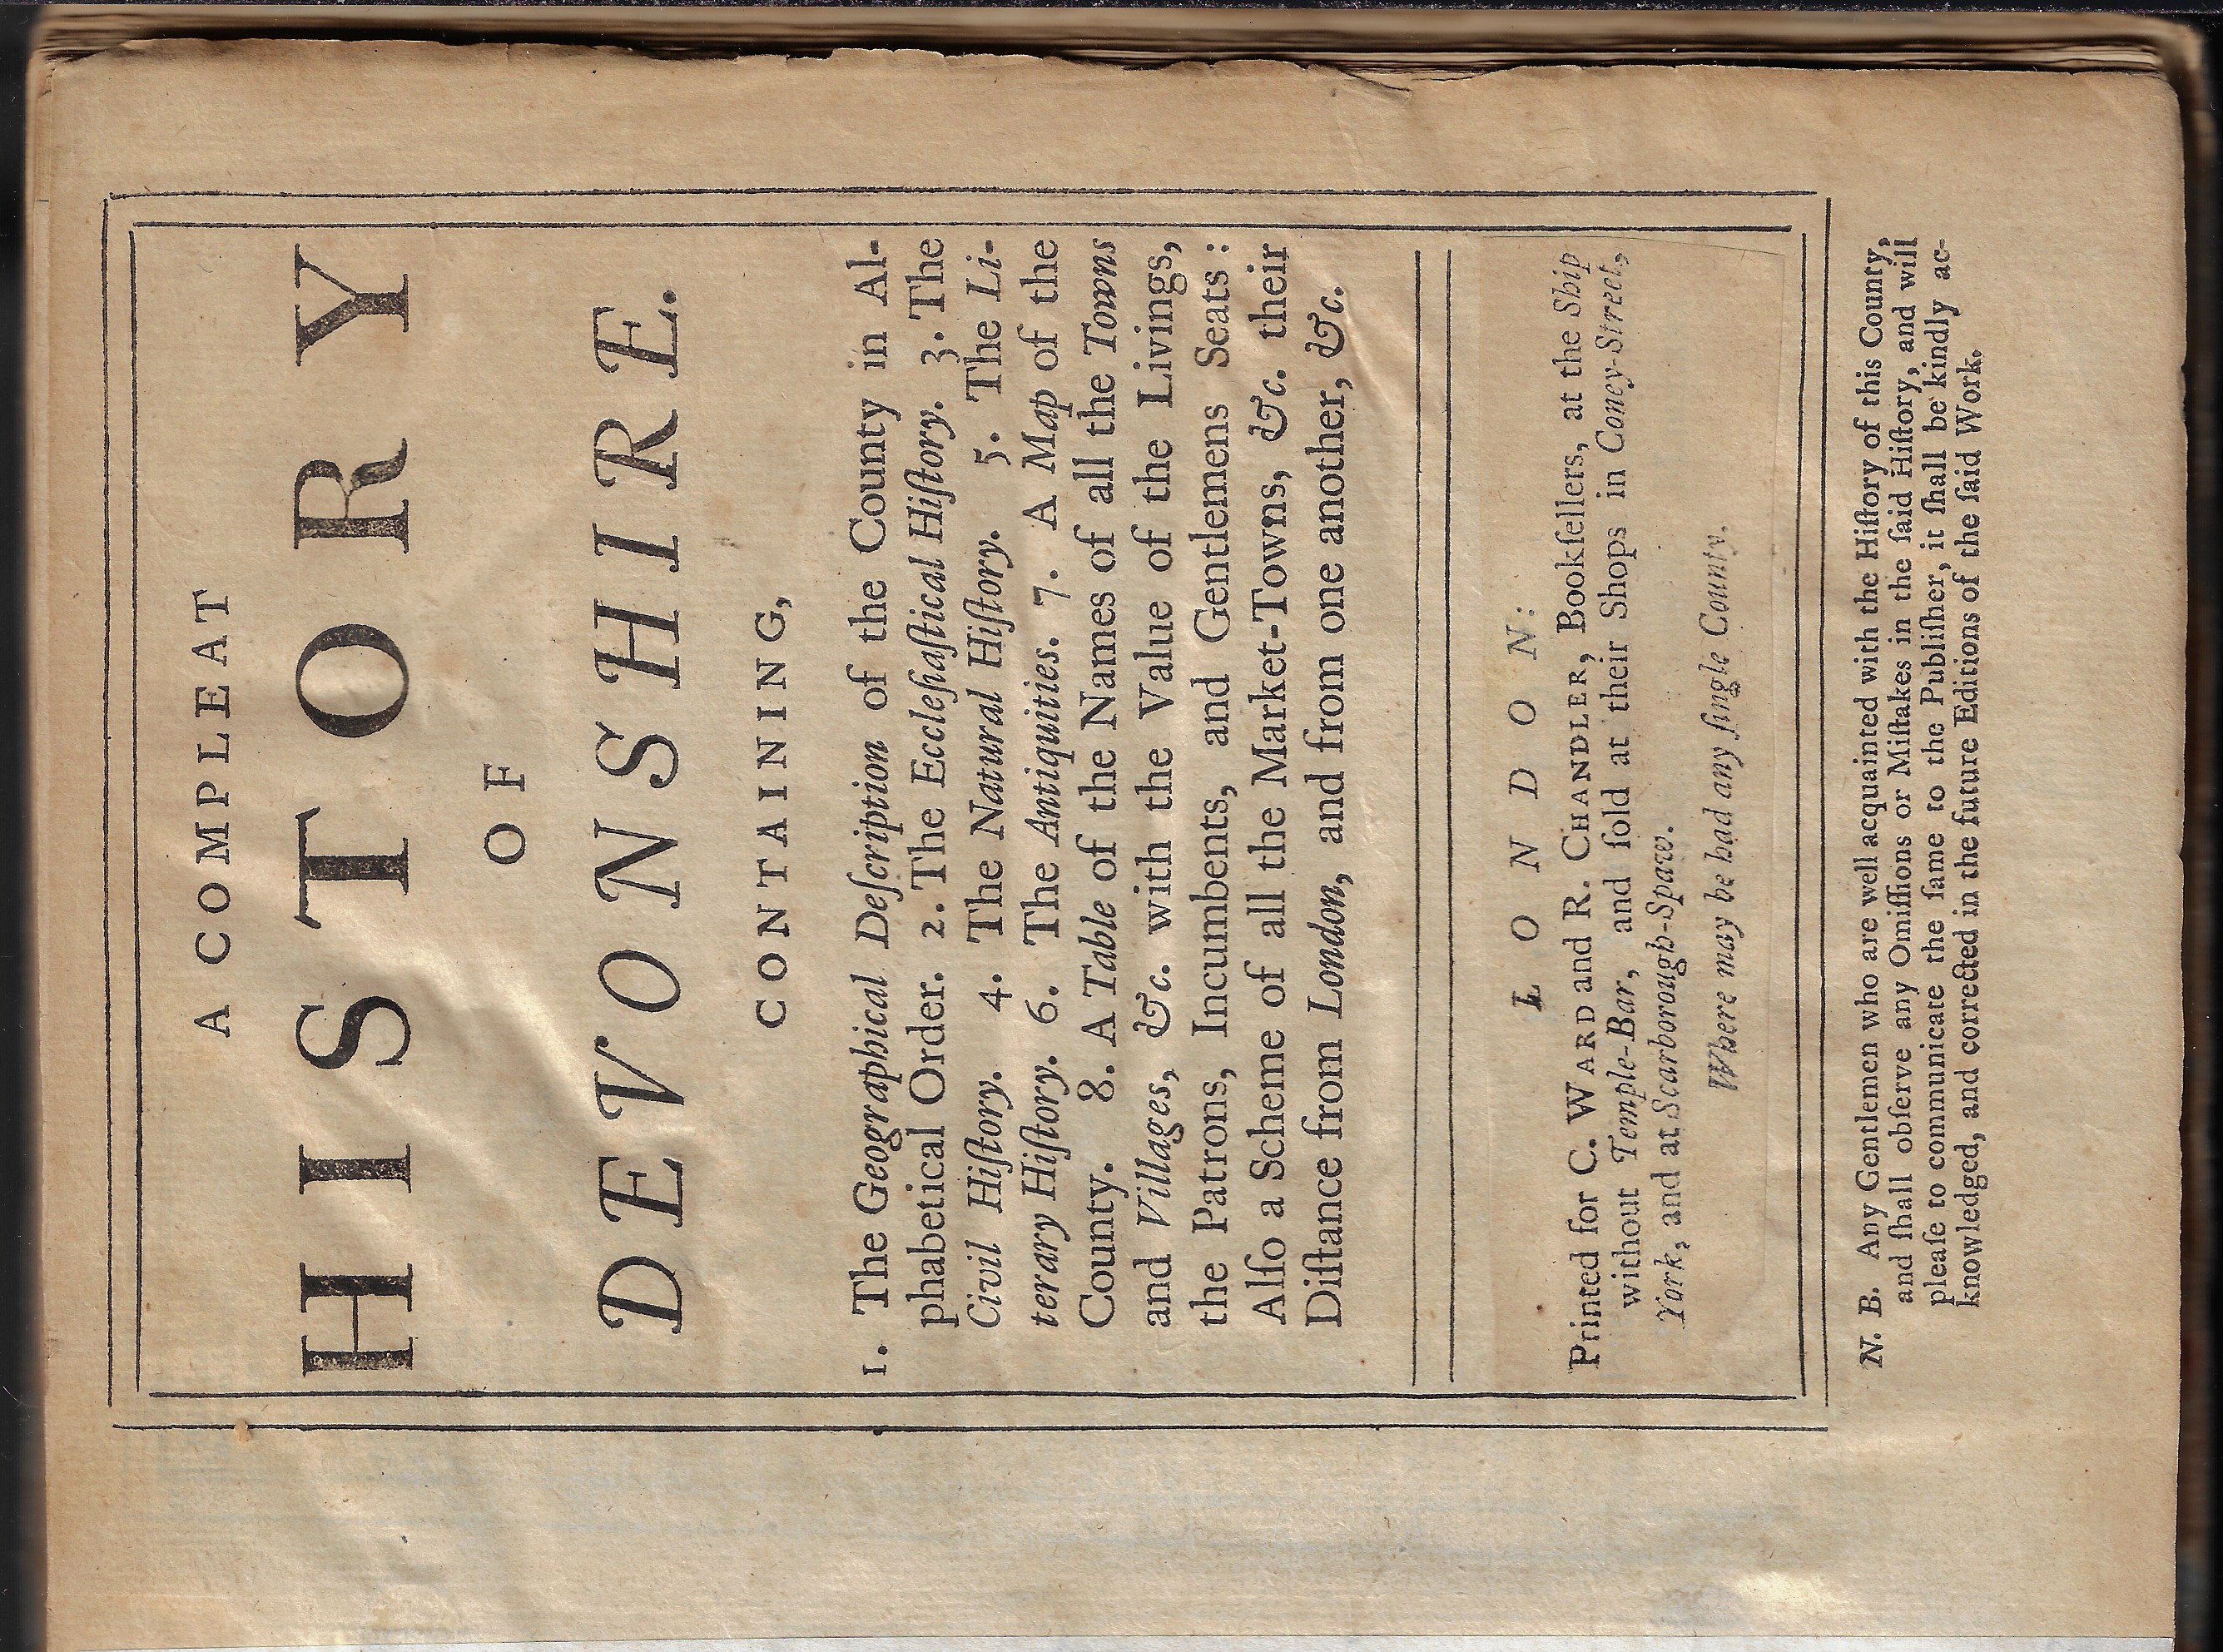 A COMPLEAT
HISTORY
OF
DEVONSHIRE.
CONTAINING,
1. The Geographical Deſcription of the County in Al-
phabetical Order. 2. The Eccleſiaſtical Hiſtory. 3. The
Civil Hiſtory. 4. The Natural Hiſtory. 5. The Li-
terary Hiſtory. 6. The Antiquities. 7. A Map of the
County. 8. A Table of the Names of all the Towns
and Villages, &c. with the Value of the Livings,
the Patrons, Incumbents, and Gentlemens Seats:
Alſo a Scheme of all the Market-Towns, &c. their
Diſtance from London, and from one another, &c.
LONDON:
Printed for C. WARD and R. CHANDLER, Bookſellers, at the Ship
without Temple-Bar, and ſold at their Shops in Coney-Street,
York, and at Scarborough-Spaw.
Where may be had any ſingle County.
N. B. Any Gentlemen who are well acquainted with the Hiſtory of this County,
and ſhall obſerve any Omiſſions or Miſtakes in the ſaid Hiſtory, and will
pleaſe to communicate the ſame to the Publiſher, it ſhall be kindly ac-
knowledged, and corrected in the future Editions of the ſaid Work.